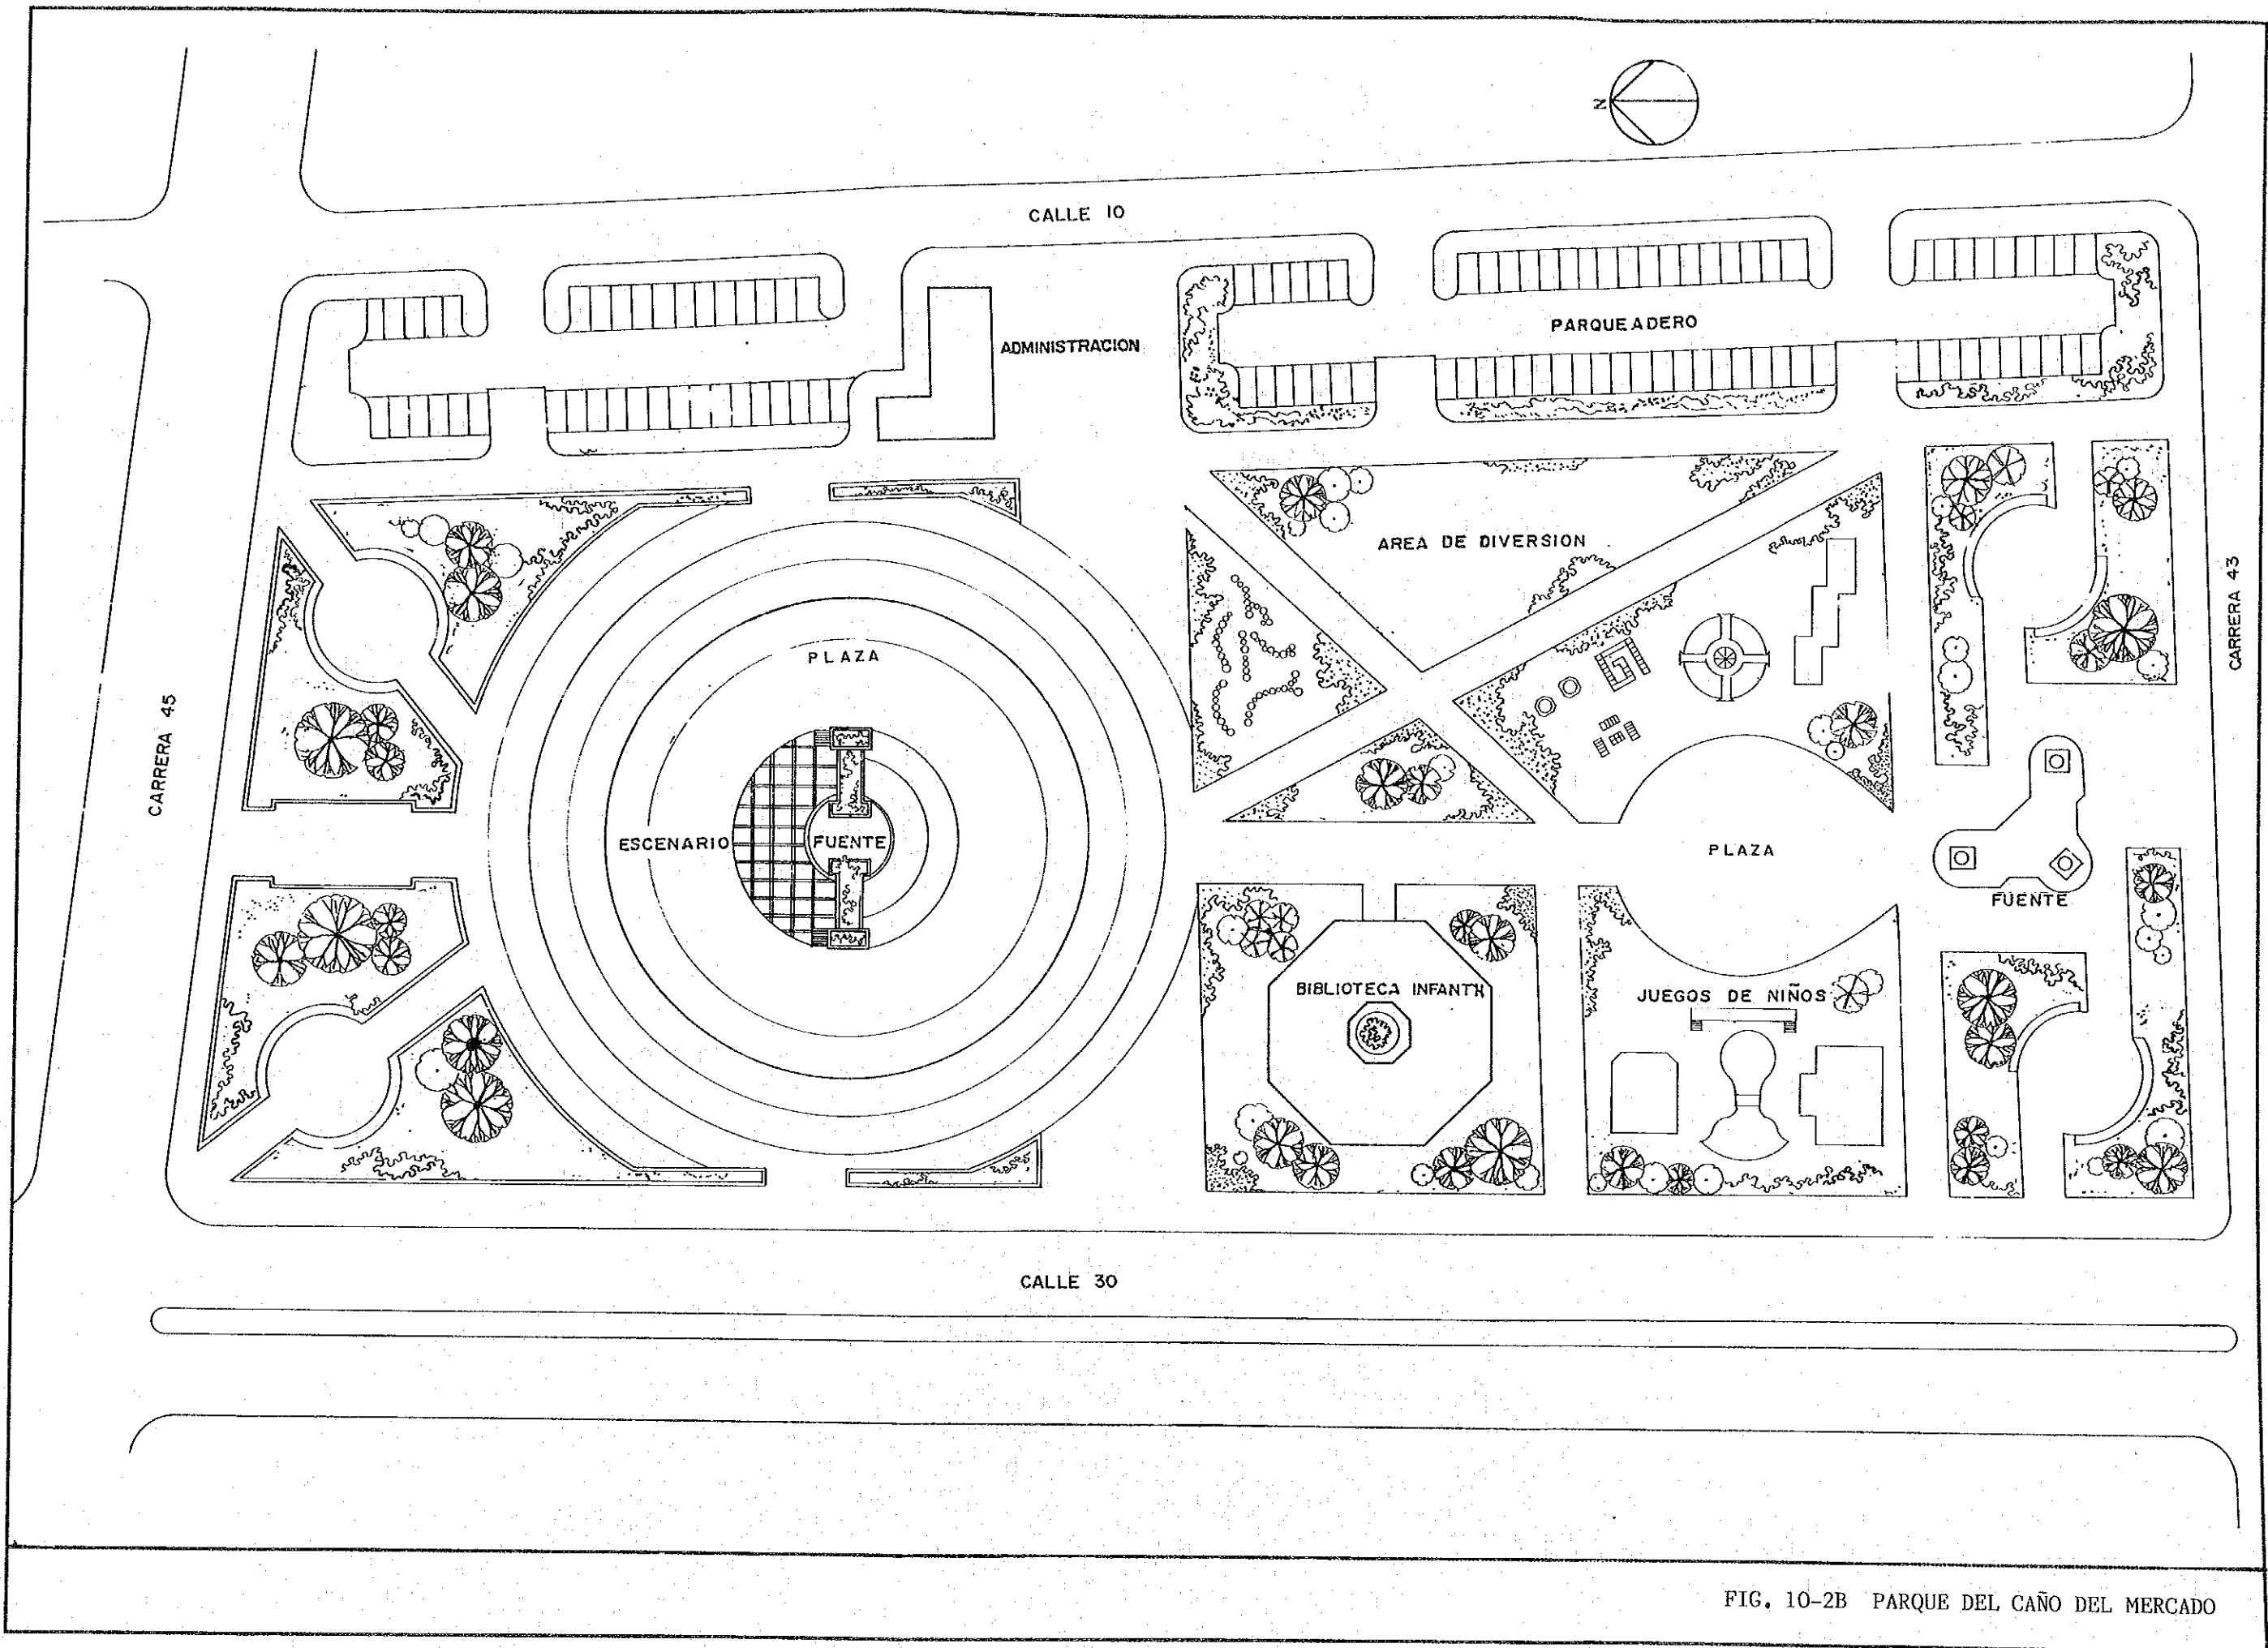 N
CALLE 10
PARQUEADERO
ADMINISTRACION
AREA DE DIVERSION
CARRERA 43
PLAZA
CARRERA 45
ESCENARIO
FUENTE
PLAZA
FUENTE
BIBLIOTECA INFANTIL
JUEGOS DE NIÑOS
CALLE 30
FIG. 10-2B PARQUE DEL CAÑO DEL MERCADO